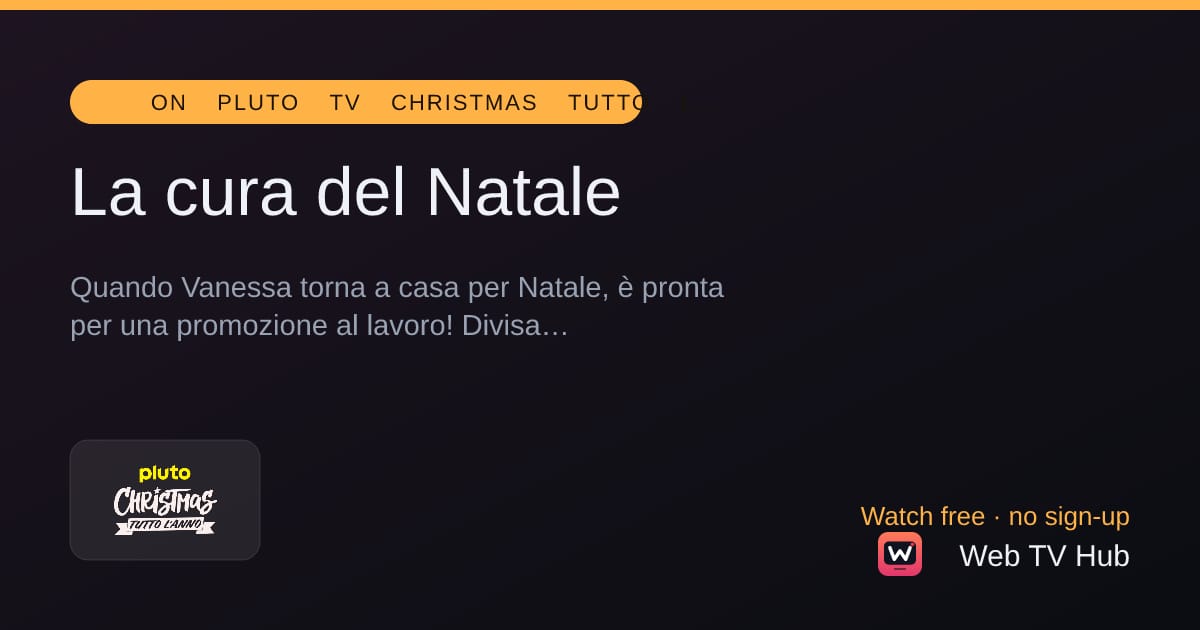 ON PLUTO TV CHRISTMAS TUTTO
La cura del Natale
Quando Vanessa torna a casa per Natale, è pronta
per una promozione al lavoro! Divisa…
pluto
CHRISTMAS
TUTTO L'ANNO
Watch free · no sign-up
W
Web TV Hub